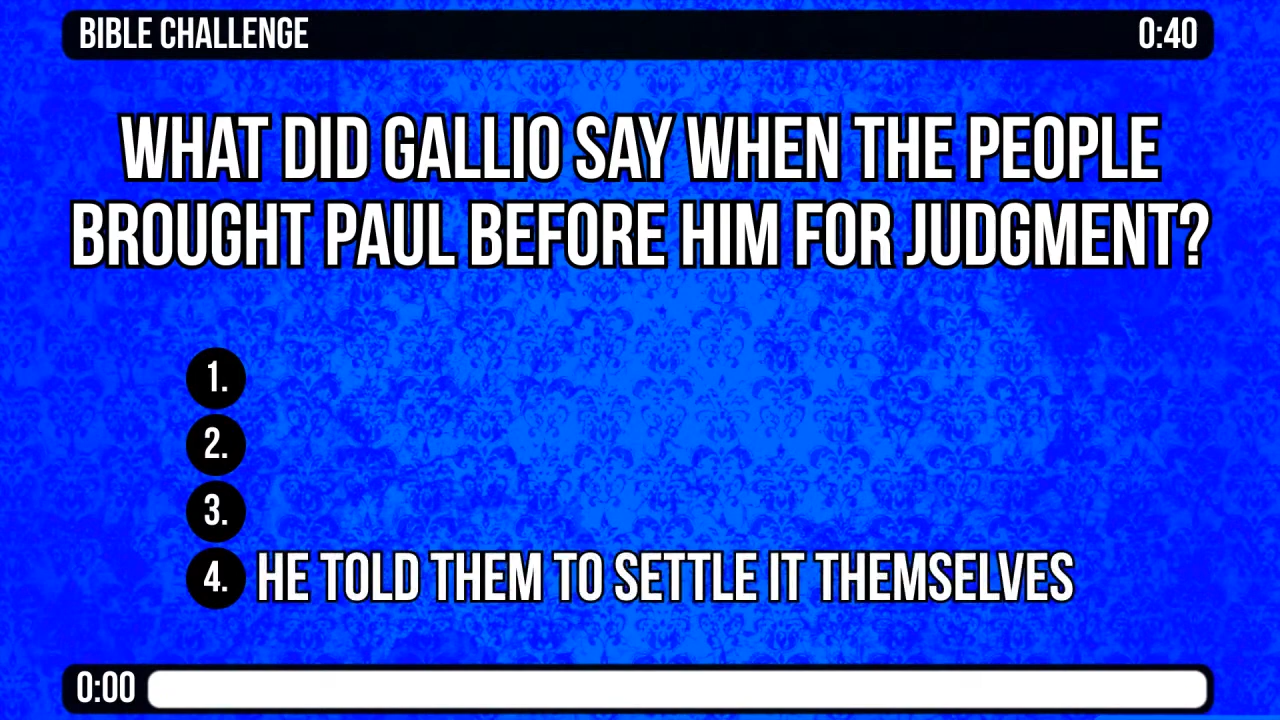 BIBLE CHALLENGE 0:40
WHAT DID GALLIO SAY WHEN THE PEOPLE
BROUGHT PAUL BEFORE HIM FOR JUDGMENT?
1.
2.
3.
4. HE TOLD THEM TO SETTLE IT THEMSELVES
0:00